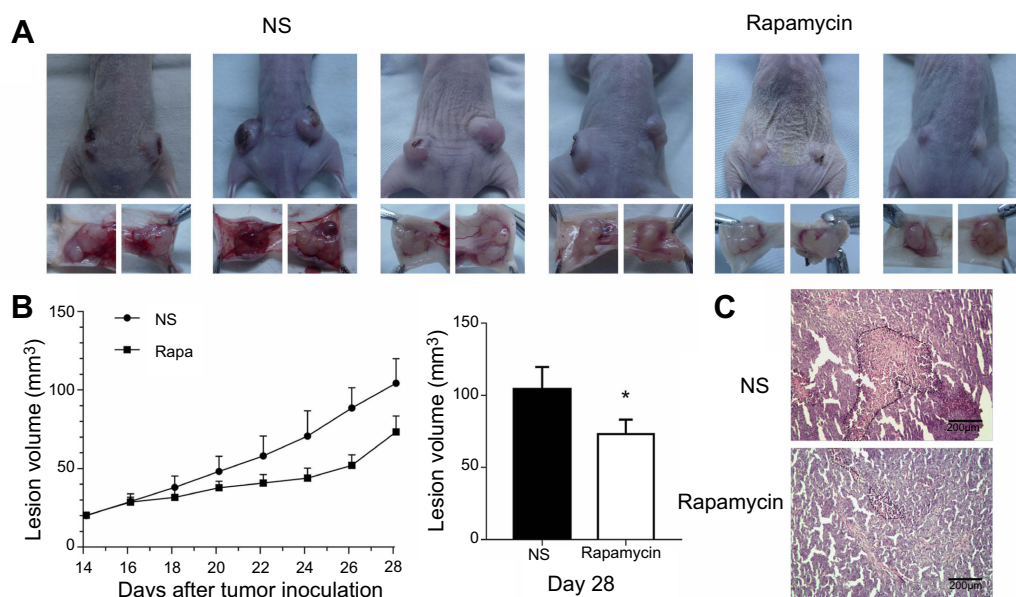 A
NS
Rapamycin
B
Lesion volume (mm³)
150
100
50
0
NS
Rapa
14
16
18
20
22
24
26
28
Days after tumor inoculation
Lesion volume (mm³)
150
100
50
0
*
NS
Rapamycin
Day 28
C
NS
200μm
Rapamycin
200μm